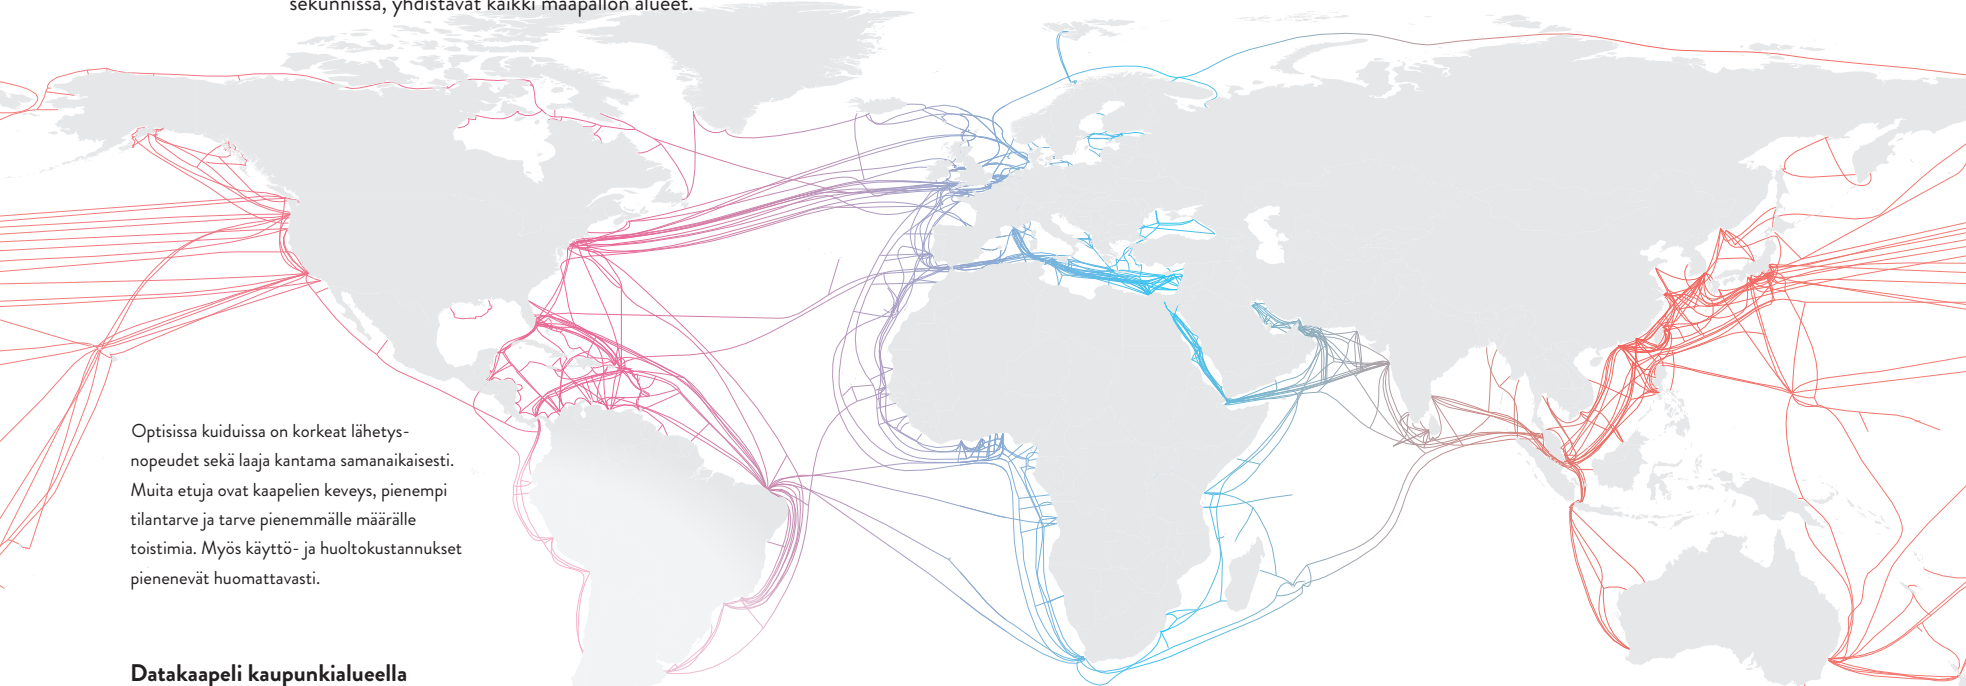 sekunnissa, yhdistävät kaikki maapallon alueet.
Optisissa kuiduissa on korkeat lähetys-
nopeudet sekä laaja kantama samanaikaisesti.
Muita etuja ovat kaapelien keveys, pienempi
tilantarve ja tarve pienemmälle määrälle
toistimia. Myös käyttö- ja huoltokustannukset
pienenevät huomattavasti.
Datakaapeli kaupunkialueella